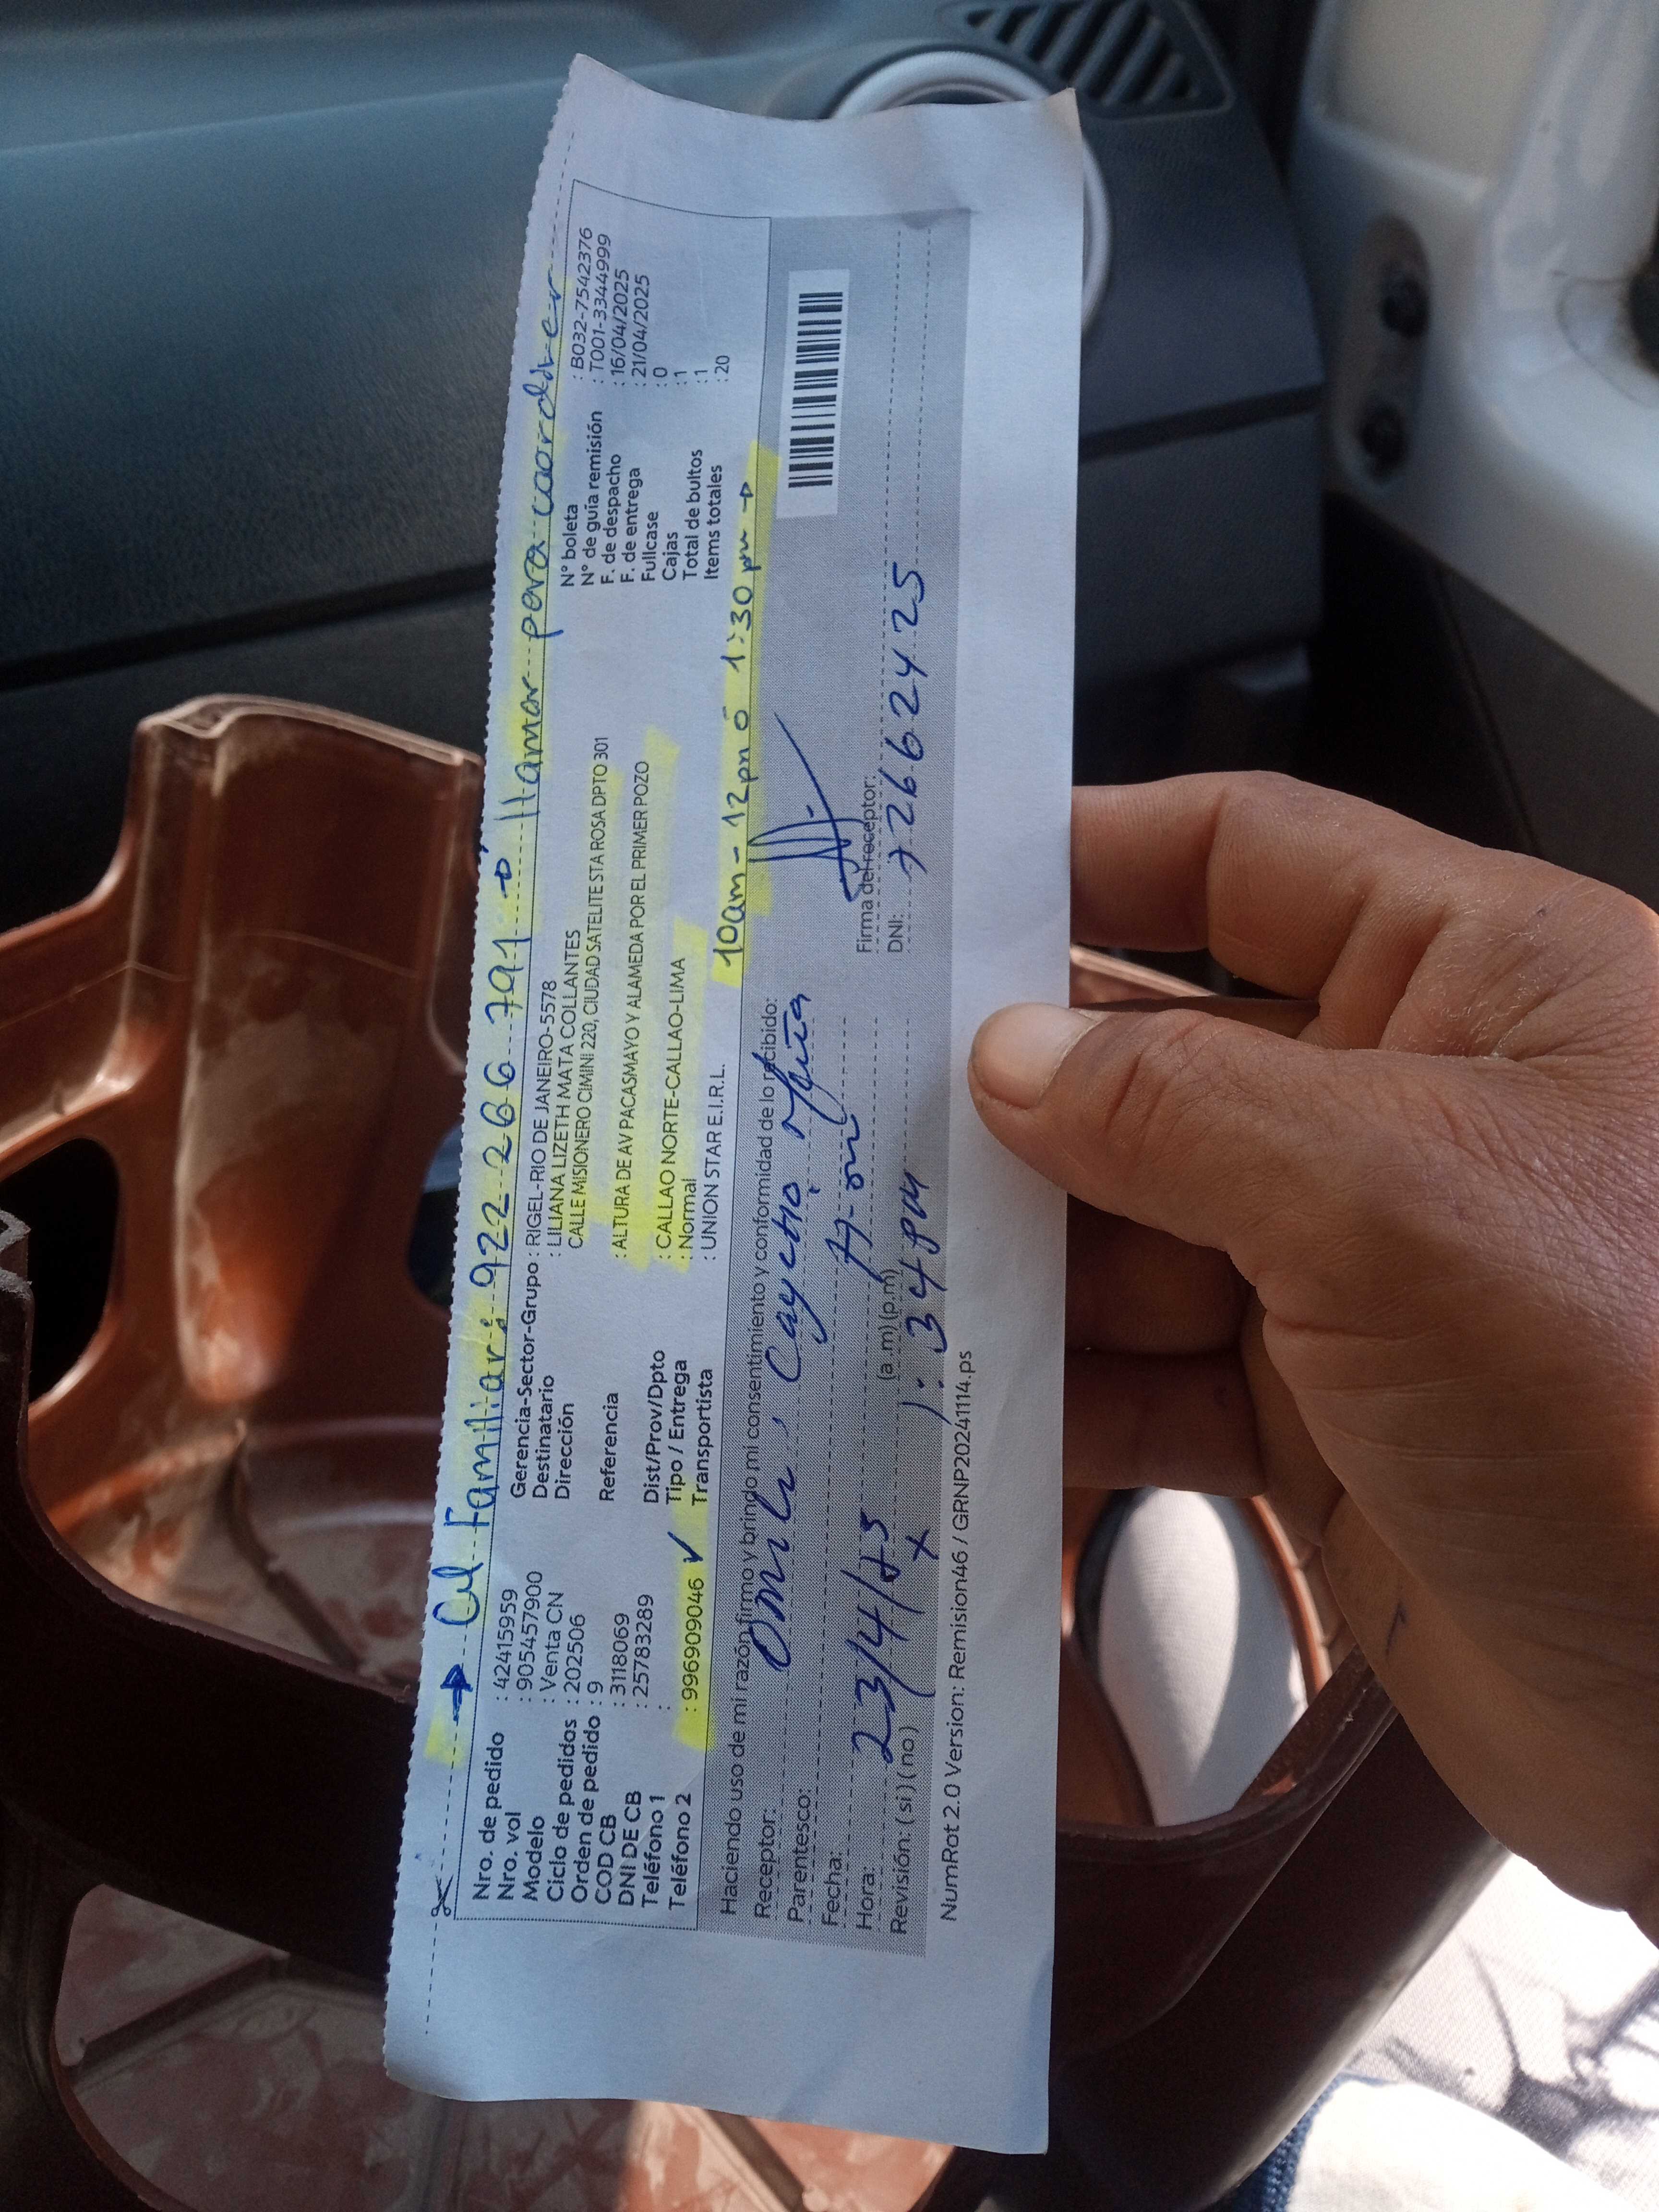 → Cel Familiar: 922 266 791 → llamar para coordiner
Nro. de pedido : 42415959
Nro. vol : 905457900
Modelo : Venta CN
Ciclo de pedidos : 202506
Orden de pedido : 9
COD CB : 3118069
DNI DE CB : 25783289
Teléfono 1 :
Teléfono 2 : 996909046 ✓
Gerencia-Sector-Grupo : RIGEL-RIO DE JANEIRO-5578
Destinatario : LILIANA LIZETH MATA COLLANTES
Dirección CALLE MISIONERO CIMINI 220, CIUDAD SATELITE STA ROSA DPTO 301
Referencia : ALTURA DE AV PACASMAYO Y ALAMEDA POR EL PRIMER POZO
Dist/Prov/Dpto : CALLAO NORTE-CALLAO-LIMA
Tipo / Entrega : Normal
Transportista : UNION STAR E.I.R.L.
N° boleta : B032-7542376
N° de guía remisión : T001-3344999
F. de despacho : 16/04/2025
F. de entrega : 21/04/2025
Fullcase : 0
Cajas : 1
Total de bultos : 1
Items totales : 20
10am - 12pm ó 1:30pm →
Haciendo uso de mi razón firmo y brindo mi consentimiento y conformidad de lo recibido:
Receptor: Cayetano
Parentesco:
Fecha: 23/4/25
Hora: (a.m) (p.m) 1:34 pm
Revisión: ( si ) ( no ) x
Firma del receptor:
DNI: 72662425
NumRot 2.0 Version: Remision46 / GRNP20241114.ps